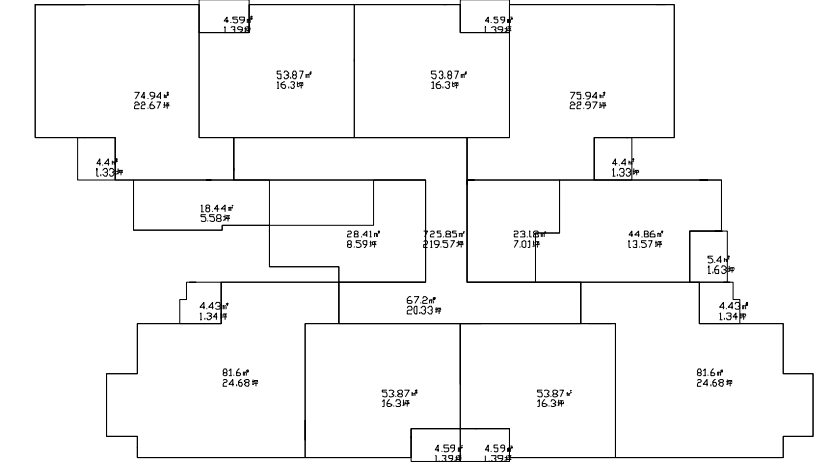 4.59㎡
1.39坪
4.59㎡
1.39坪
53.87㎡
16.3坪
53.87㎡
16.3坪
74.94㎡
22.67坪
75.94㎡
22.97坪
4.4㎡
1.33坪
4.4㎡
1.33坪
18.44㎡
5.58坪
28.41㎡
8.59坪
725.85㎡
219.57坪
23.18㎡
7.01坪
44.86㎡
13.57坪
5.4㎡
1.63坪
4.43㎡
1.34坪
67.2㎡
20.33坪
4.43㎡
1.34坪
81.6㎡
24.68坪
81.6㎡
24.68坪
53.87㎡
16.3坪
53.87㎡
16.3坪
4.59㎡
1.39坪
4.59㎡
1.39坪